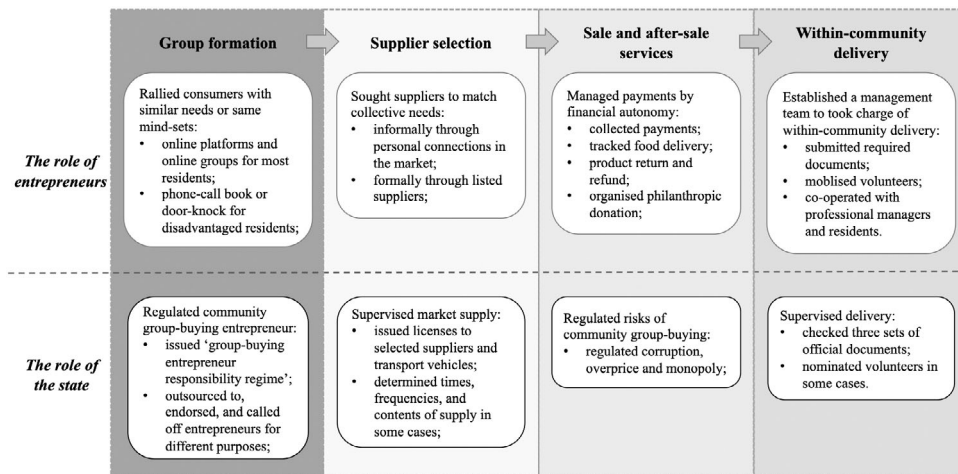 Group formation
Supplier selection
Sale and after-sale
services
Within-community
delivery
The role of
entrepreneurs
Rallied consumers with
similar needs or same
mind-sets:
• online platforms and
online groups for most
residents;
• phone-call book or
door-knock for
disadvantaged residents;
Sought suppliers to match
collective needs:
• informally through
personal connections in
the market;
• formally through listed
suppliers;
Managed payments by
financial autonomy:
• collected payments;
• tracked food delivery;
• product return and
refund;
• organised philanthropic
donation;
Established a management
team to took charge of
within-community delivery:
• submitted required
documents;
• moblised volunteers;
• co-operated with
professional managers
and residents.
The role of
the state
Regulated community
group-buying entrepreneur:
• issued ‘group-buying
entrepreneur
responsibility regime’;
• outsourced to,
endorsed, and called
off entrepreneurs for
different purposes;
Supervised market supply:
• issued licenses to
selected suppliers and
transport vehicles;
• determined times,
frequencies, and
contents of supply in
some cases;
Regulated risks of
community group-buying:
• regulated corruption,
overprice and monopoly;
Supervised delivery:
• checked three sets of
official documents;
• nominated volunteers in
some cases.